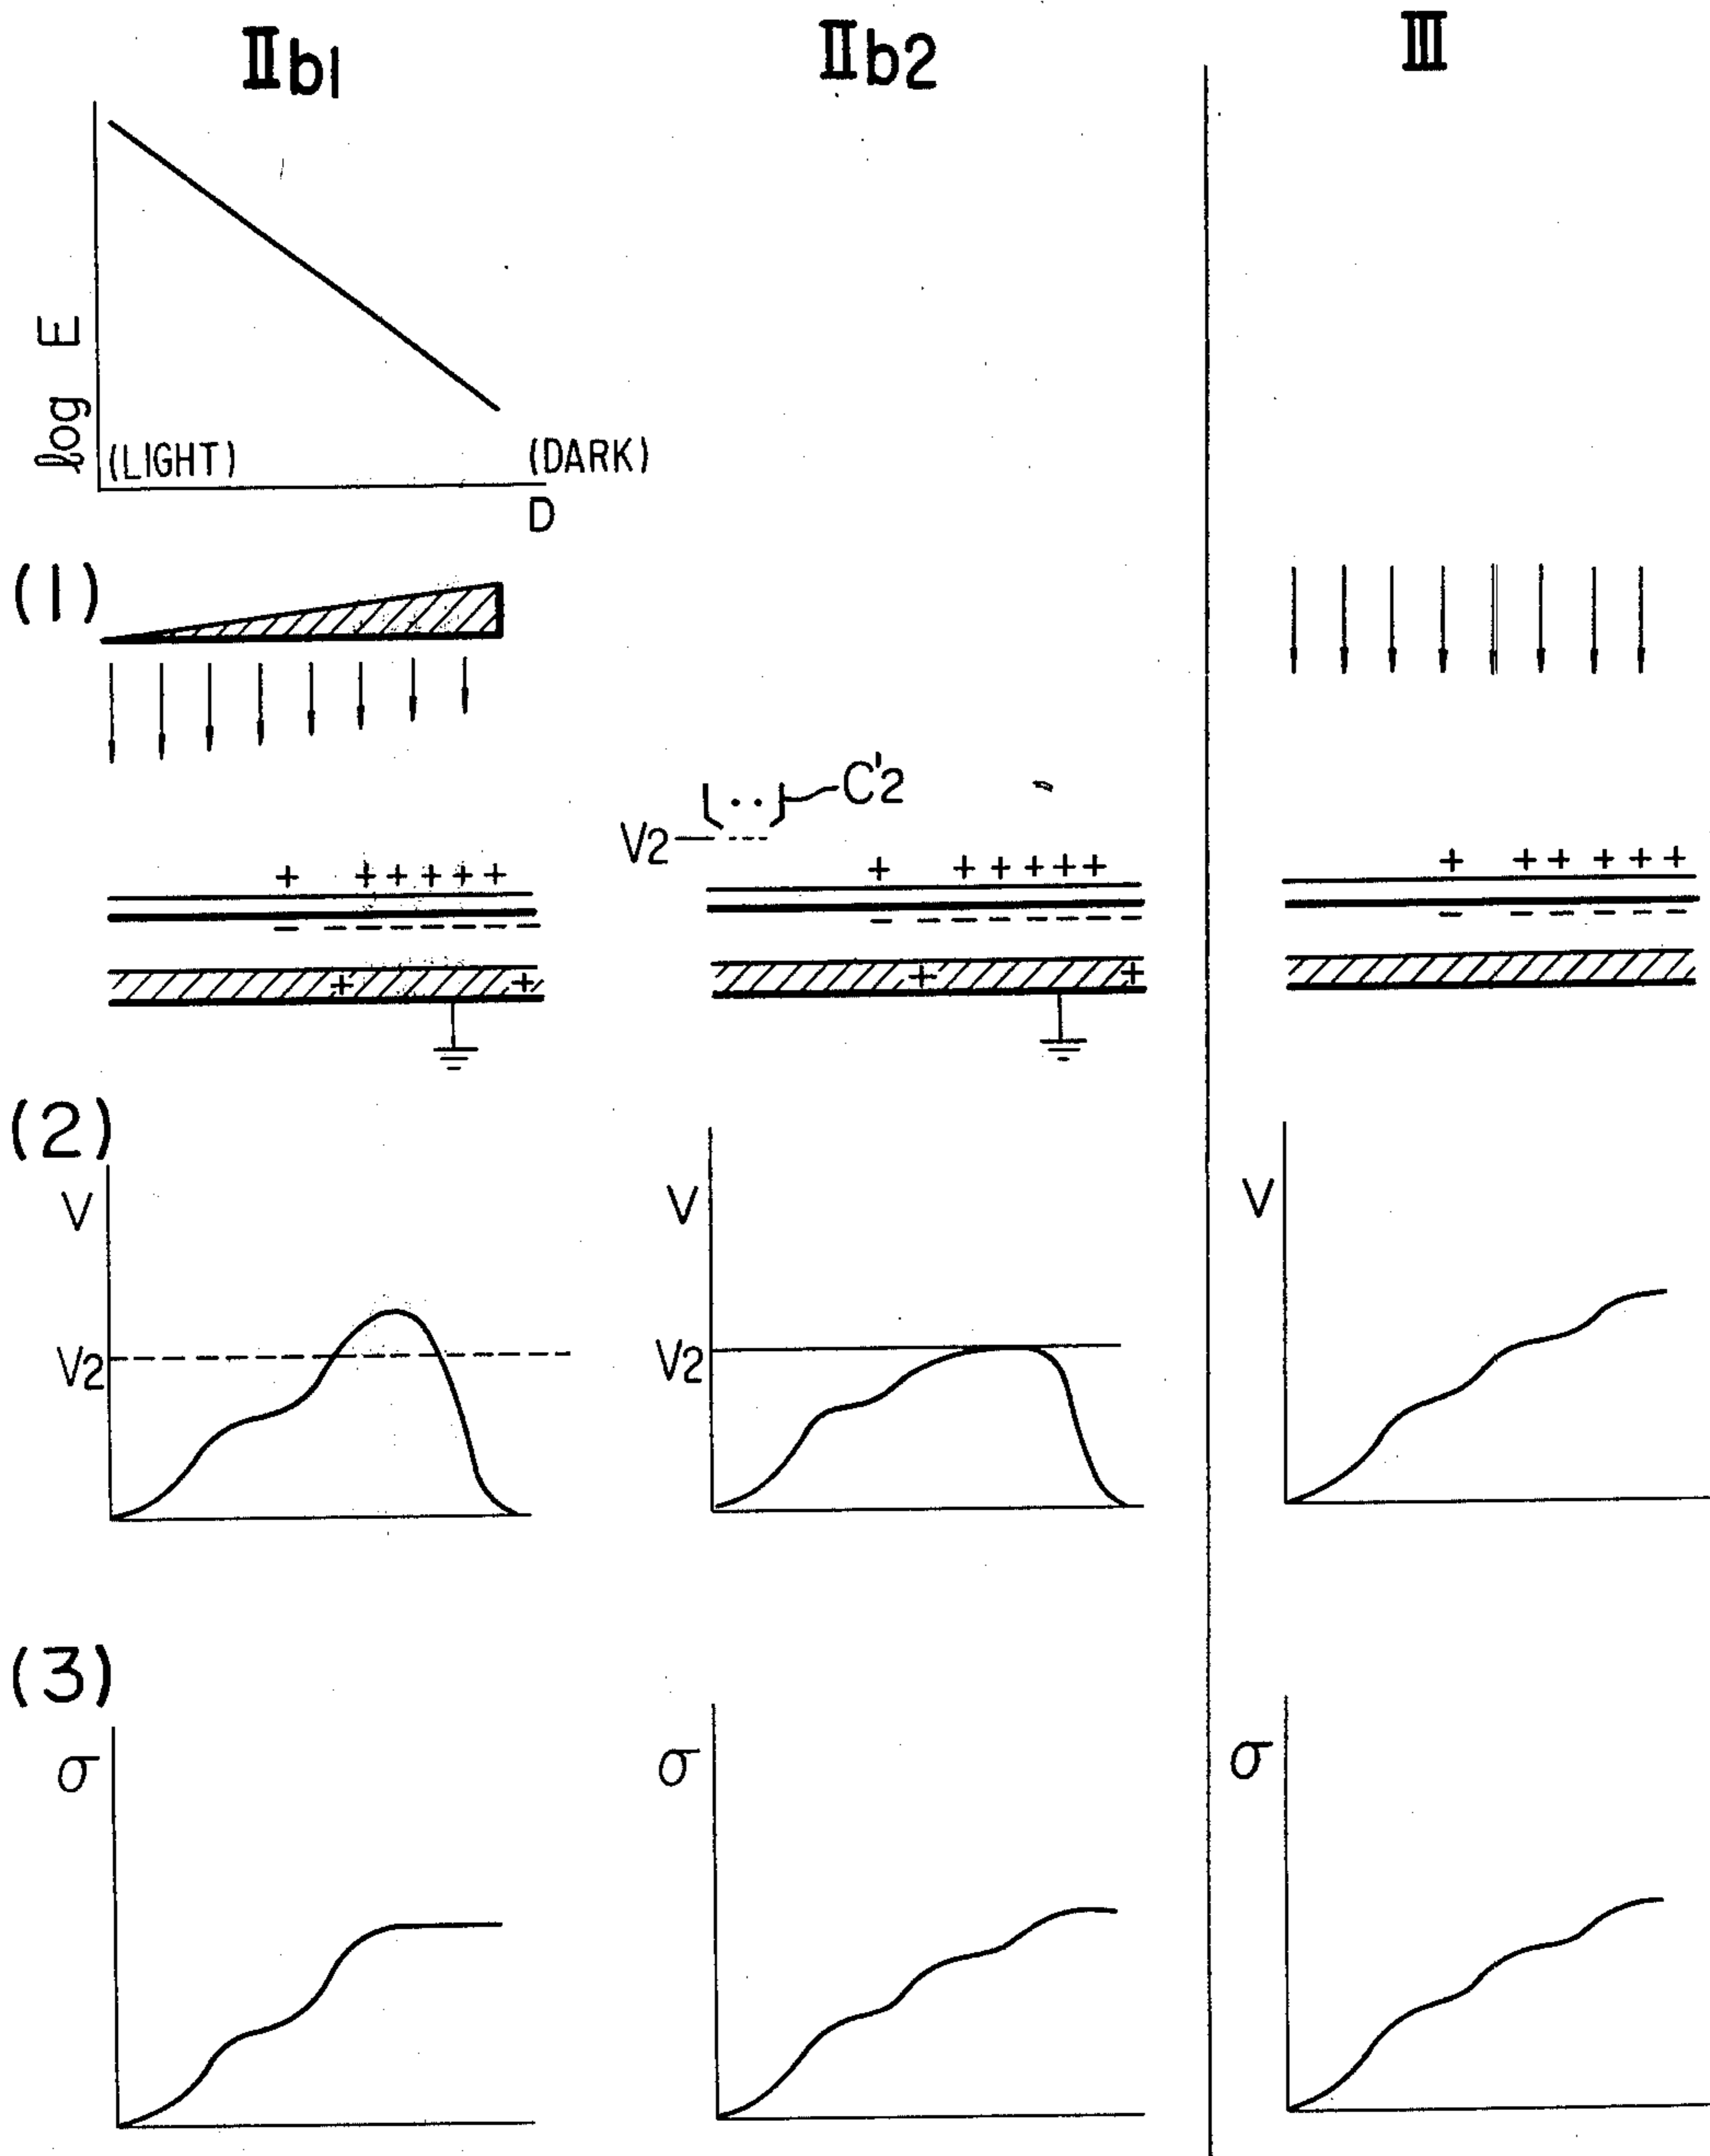 IIb1
IIb2
III
log E
(LIGHT)
(DARK)
D
(1)
C'2
V2
+ + + + + +
+ + + + + +
+ + + + + +
− − − − − − −
− − − − − − −
− − − − − −
+ +
+ +
(2)
V
V2
V
V2
V
(3)
σ
σ
σ